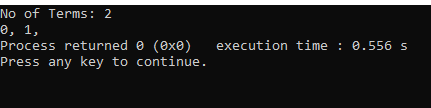 No of Terms: 2
0, 1,
Process returned 0 (0x0)   execution time : 0.556 s
Press any key to continue.